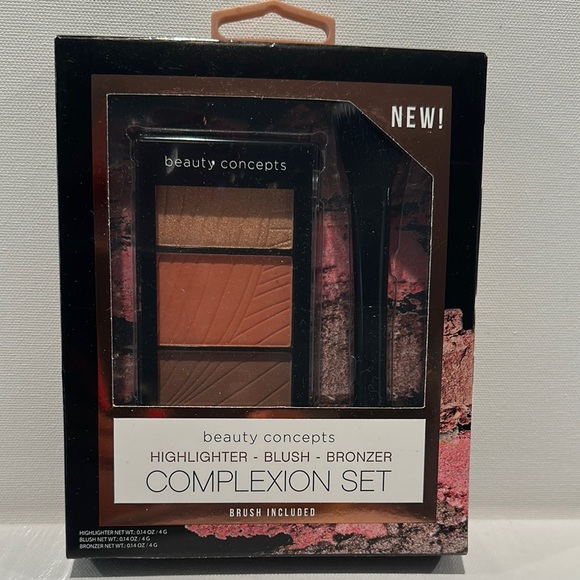 NEW!
beauty concepts
beauty concepts
HIGHLIGHTER - BLUSH - BRONZER
COMPLEXION SET
BRUSH INCLUDED
HIGHLIGHTER NET WT.: 0.14 OZ / 4 G
BLUSH NET WT.: 0.14 OZ / 4 G
BRONZER NET WT.: 0.14 OZ / 4 G